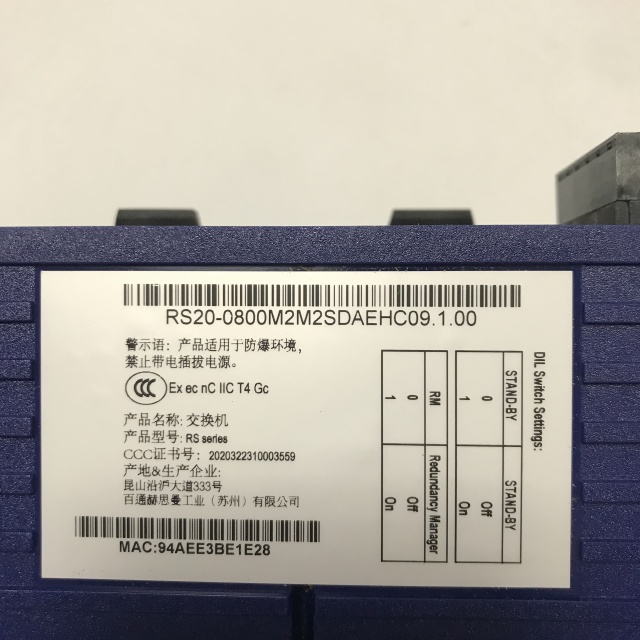 RS20-0800M2M2SDAEHC09.1.00
警示语：产品适用于防爆环境，
禁止带电插拔电源。
CCC Ex ec nC IIC T4 Gc
产品名称: 交换机
产品型号: RS series
CCC证书号： 2020322310003559
产地&生产企业:
昆山沿沪大道333号
百通赫思曼工业（苏州）有限公司
MAC:94AEE3BE1E28
DIL Switch Settings:
STAND-BY STAND-BY
0 Off
1 On
RM Redundancy Manager
0 Off
1 On